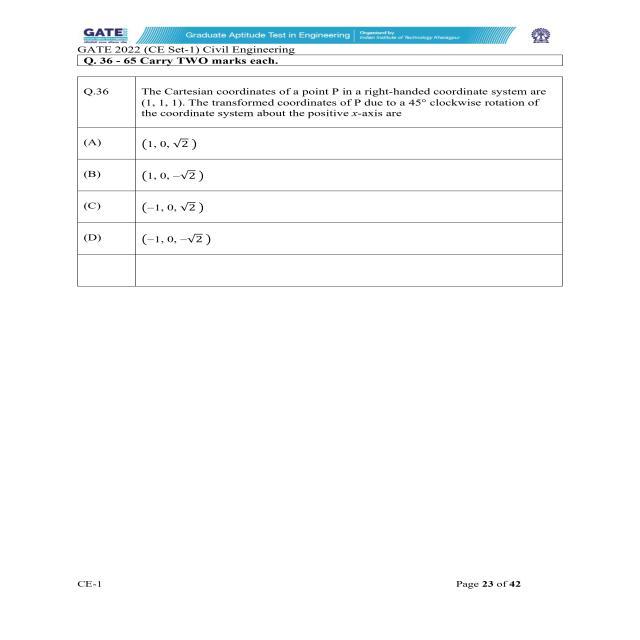 GATE
Graduate Aptitude Test in Engineering
Organised by
Indian Institute of Technology Kharagpur
GATE 2022 (CE Set-1) Civil Engineering
Q. 36 - 65 Carry TWO marks each.
Q.36 The Cartesian coordinates of a point P in a right-handed coordinate system are
(1, 1, 1). The transformed coordinates of P due to a 45° clockwise rotation of
the coordinate system about the positive x-axis are
(A) (1, 0, √2 )
(B) (1, 0, −√2 )
(C) (−1, 0, √2 )
(D) (−1, 0, −√2 )
CE-1 Page 23 of 42